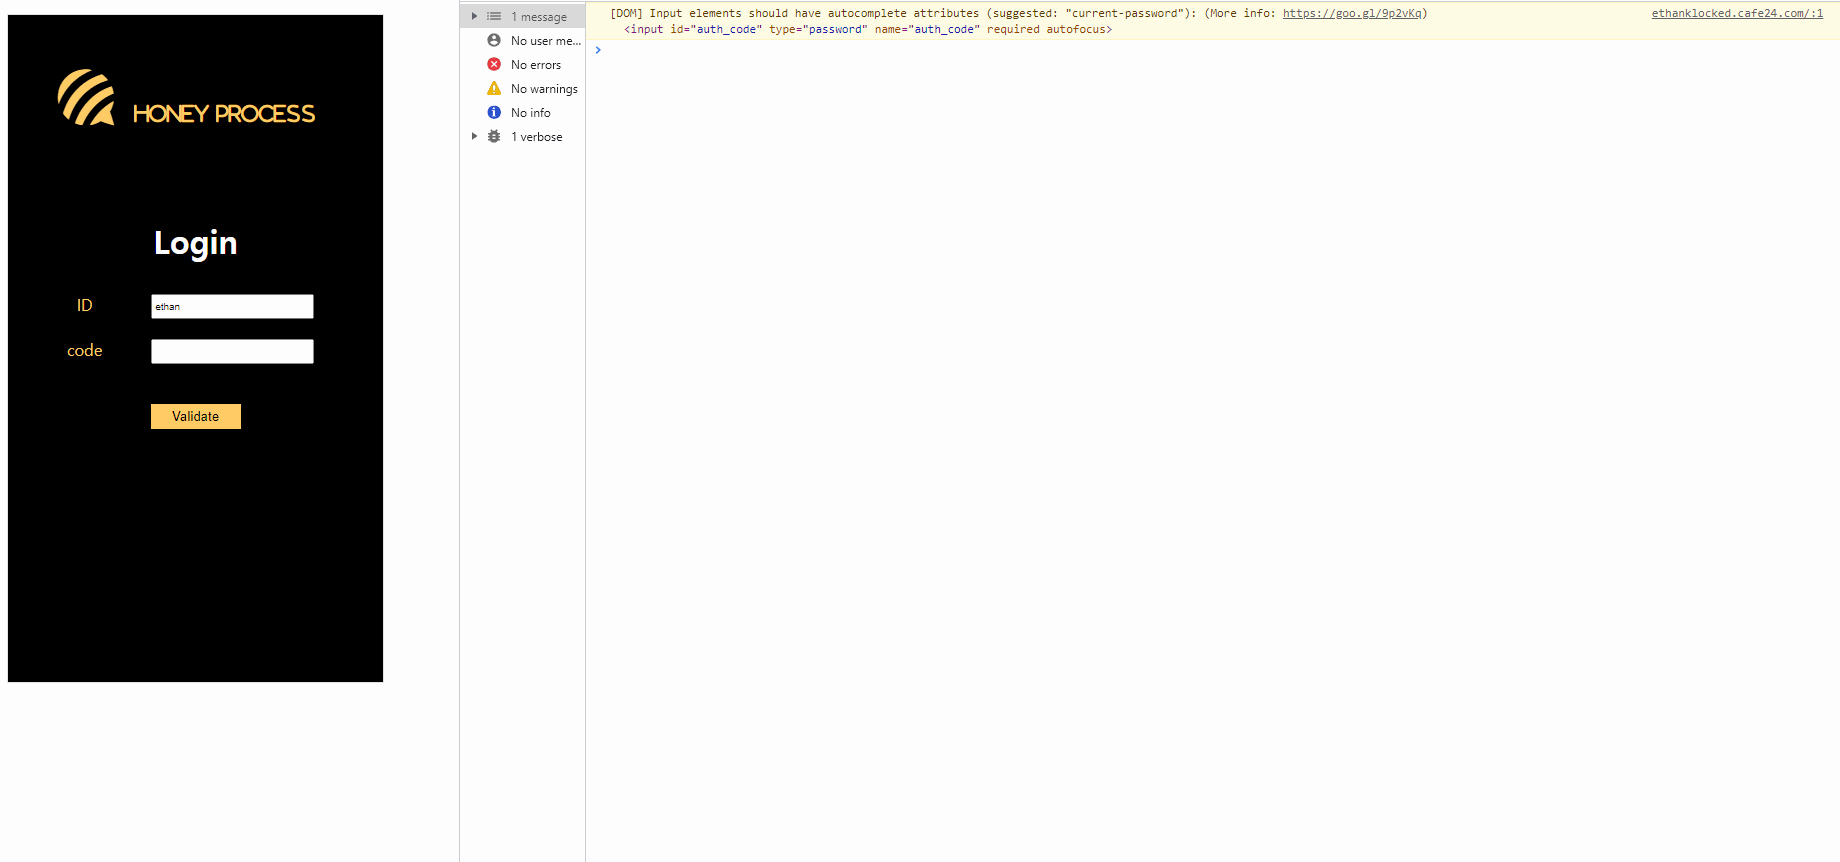 HONEY PROCESS
Login
ID
ethan
code
Validate
1 message
No user me...
No errors
No warnings
No info
1 verbose
[DOM] Input elements should have autocomplete attributes (suggested: "current-password"): (More info: https://goo.gl/9p2vKq) ethanklocked.cafe24.com/:1
<input id="auth_code" type="password" name="auth_code" required autofocus>